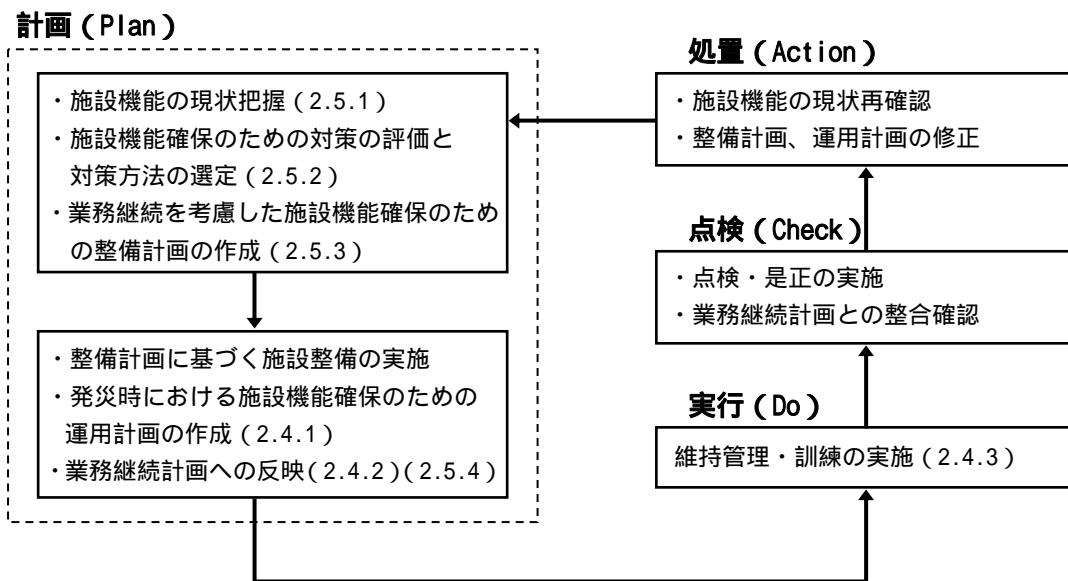 計画（Plan）
・施設機能の現状把握（2.5.1）
・施設機能確保のための対策の評価と
対策方法の選定（2.5.2）
・業務継続を考慮した施設機能確保のため
の整備計画の作成（2.5.3）
・整備計画に基づく施設整備の実施
・発災時における施設機能確保のための
運用計画の作成（2.4.1）
・業務継続計画への反映（2.4.2）（2.5.4）
処置（Action）
・施設機能の現状再確認
・整備計画、運用計画の修正
点検（Check）
・点検・是正の実施
・業務継続計画との整合確認
実行（Do）
維持管理・訓練の実施（2.4.3）